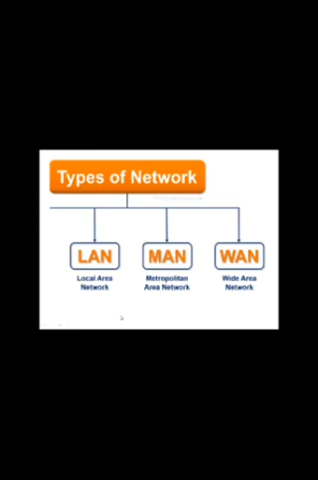 Types of Network
LAN
MAN
WAN
Local Area
Network
Metropolitan
Area Network
Wide Area
Network